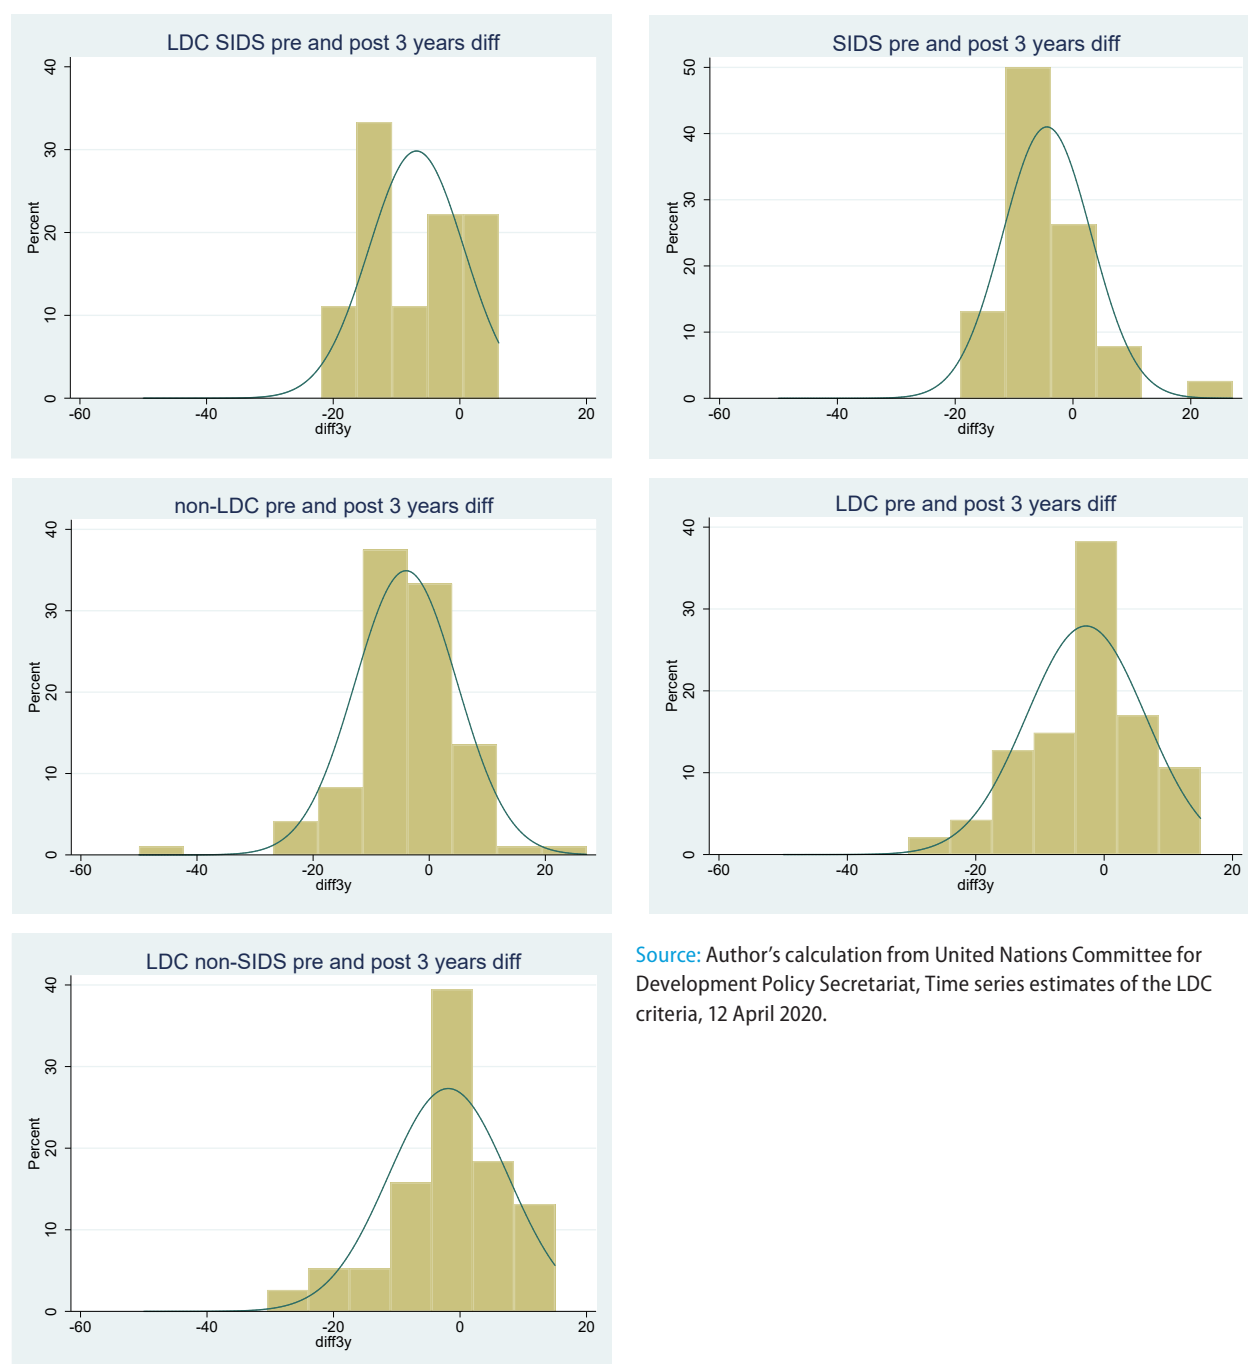 LDC SIDS pre and post 3 years diff
40
30
20
10
0
Percent
-60 -40 -20 0 20
diff3y
SIDS pre and post 3 years diff
50
40
30
20
10
0
Percent
-60 -40 -20 0 20
diff3y
non-LDC pre and post 3 years diff
40
30
20
10
0
Percent
-60 -40 -20 0 20
diff3y
LDC pre and post 3 years diff
40
30
20
10
0
Percent
-60 -40 -20 0 20
diff3y
LDC non-SIDS pre and post 3 years diff
40
30
20
10
0
Percent
-60 -40 -20 0 20
diff3y
Source: Author’s calculation from United Nations Committee for
Development Policy Secretariat, Time series estimates of the LDC
criteria, 12 April 2020.